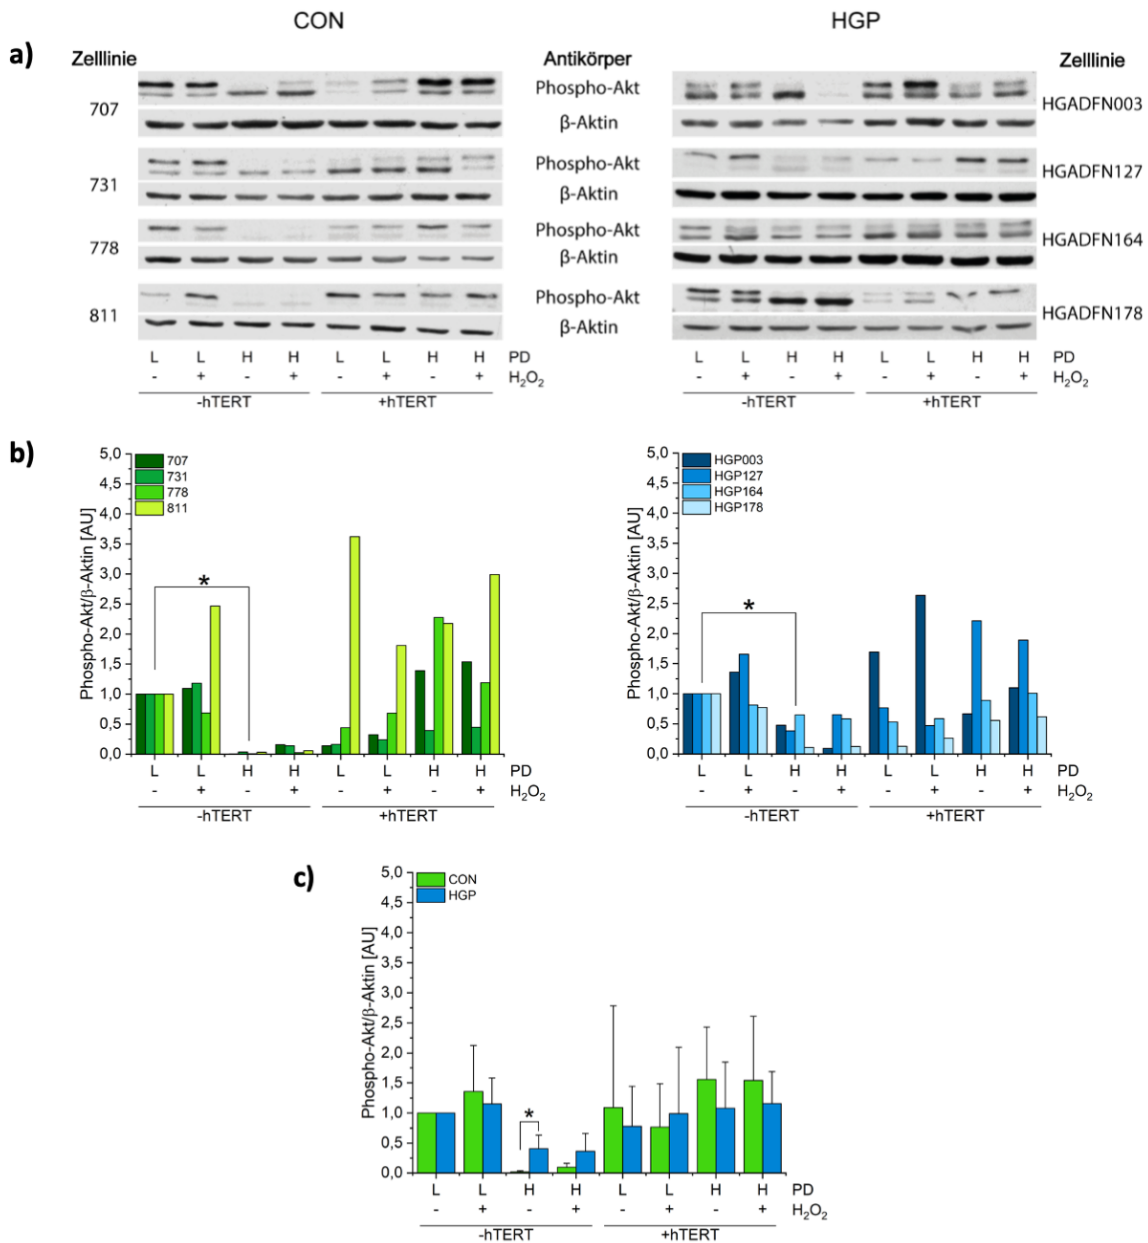 CON HGP
a)
Zelllinie Antikörper Zelllinie
707 Phospho-Akt HGADFN003
β-Aktin
731 Phospho-Akt HGADFN127
β-Aktin
778 Phospho-Akt HGADFN164
β-Aktin
811 Phospho-Akt HGADFN178
β-Aktin
L L H H L L H H PD L L H H L L H H PD
- + - + - + - + H₂O₂ - + - + - + - + H₂O₂
-hTERT +hTERT -hTERT +hTERT
b)
Phospho-Akt/β-Aktin [AU]
5,0
4,5
4,0
3,5
3,0
2,5
2,0
1,5
1,0
0,5
0,0
707
731
778
811
*
L L H H L L H H PD
- + - + - + - + H₂O₂
-hTERT +hTERT
Phospho-Akt/β-Aktin [AU]
5,0
4,5
4,0
3,5
3,0
2,5
2,0
1,5
1,0
0,5
0,0
HGP003
HGP127
HGP164
HGP178
*
L L H H L L H H PD
- + - + - + - + H₂O₂
-hTERT +hTERT
c)
Phospho-Akt/β-Aktin [AU]
5,0
4,5
4,0
3,5
3,0
2,5
2,0
1,5
1,0
0,5
0,0
CON
HGP
*
L L H H L L H H PD
- + - + - + - + H₂O₂
-hTERT +hTERT